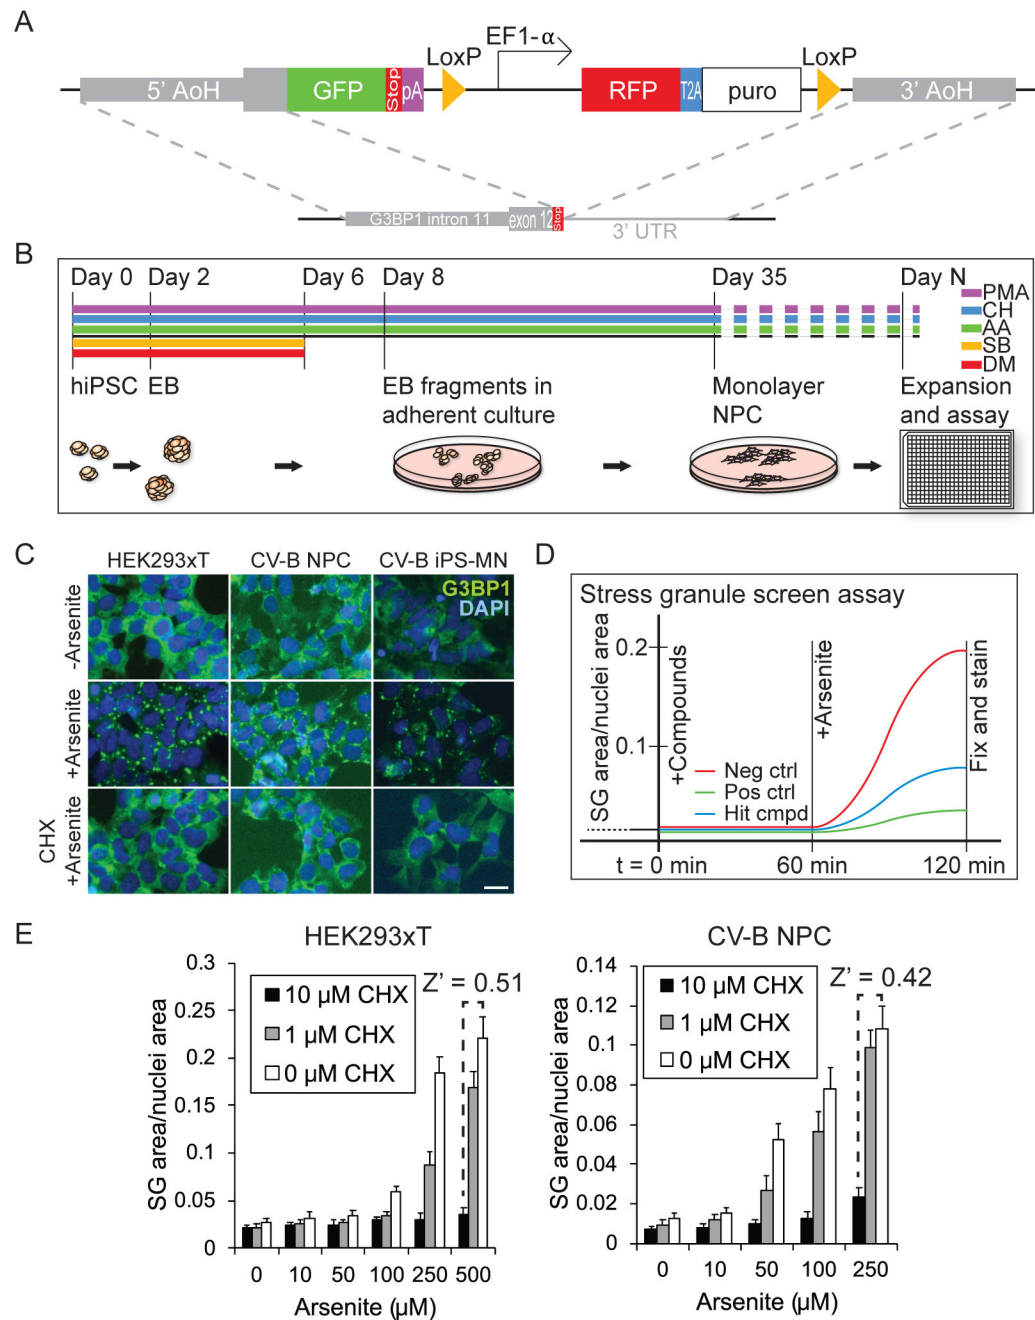 A
EF1-α
LoxP
LoxP
5' AoH
GFP
Stop
pA
RFP
T2A
puro
3' AoH
G3BP1 intron 11
exon 12
Stop
3' UTR
B
Day 0
Day 2
Day 6
Day 8
Day 35
Day N
PMA
CH
AA
SB
DM
hiPSC
EB
EB fragments in
adherent culture
Monolayer
NPC
Expansion
and assay
C
HEK293xT
CV-B NPC
CV-B iPS-MN
G3BP1
DAPI
-Arsenite
+Arsenite
CHX
+Arsenite
D
Stress granule screen assay
SG area/nuclei area
0.2
0.1
+Compounds
+Arsenite
Fix and stain
Neg ctrl
Pos ctrl
Hit cmpd
t = 0 min
60 min
120 min
E
HEK293xT
SG area/nuclei area
0.3
0.25
0.2
0.15
0.1
0.05
0
10 µM CHX
1 µM CHX
0 µM CHX
Z' = 0.51
0 10 50 100 250 500
Arsenite (µM)
CV-B NPC
SG area/nuclei area
0.14
0.12
0.1
0.08
0.06
0.04
0.02
0
10 µM CHX
1 µM CHX
0 µM CHX
Z' = 0.42
0 10 50 100 250
Arsenite (µM)